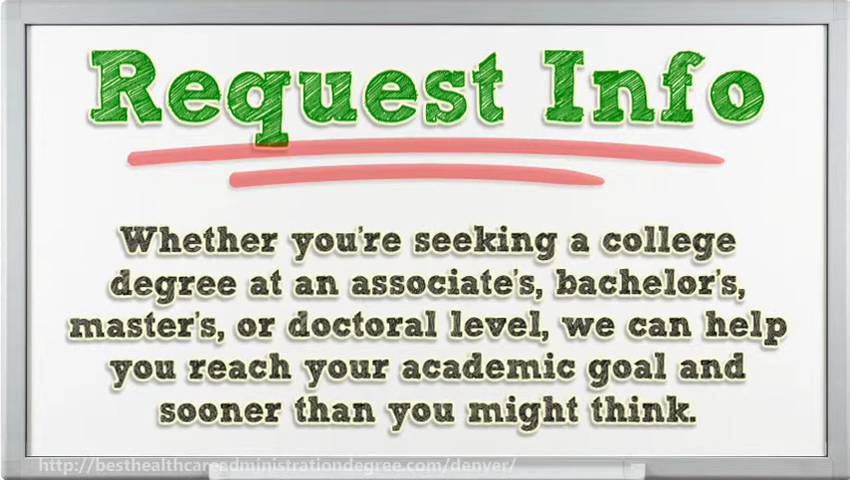 Request Info
Whether you're seeking a college
degree at an associate's, bachelor's,
master's, or doctoral level, we can help
you reach your academic goal and
sooner than you might think.
http://besthealthcareadministrationdegree.com/denver/